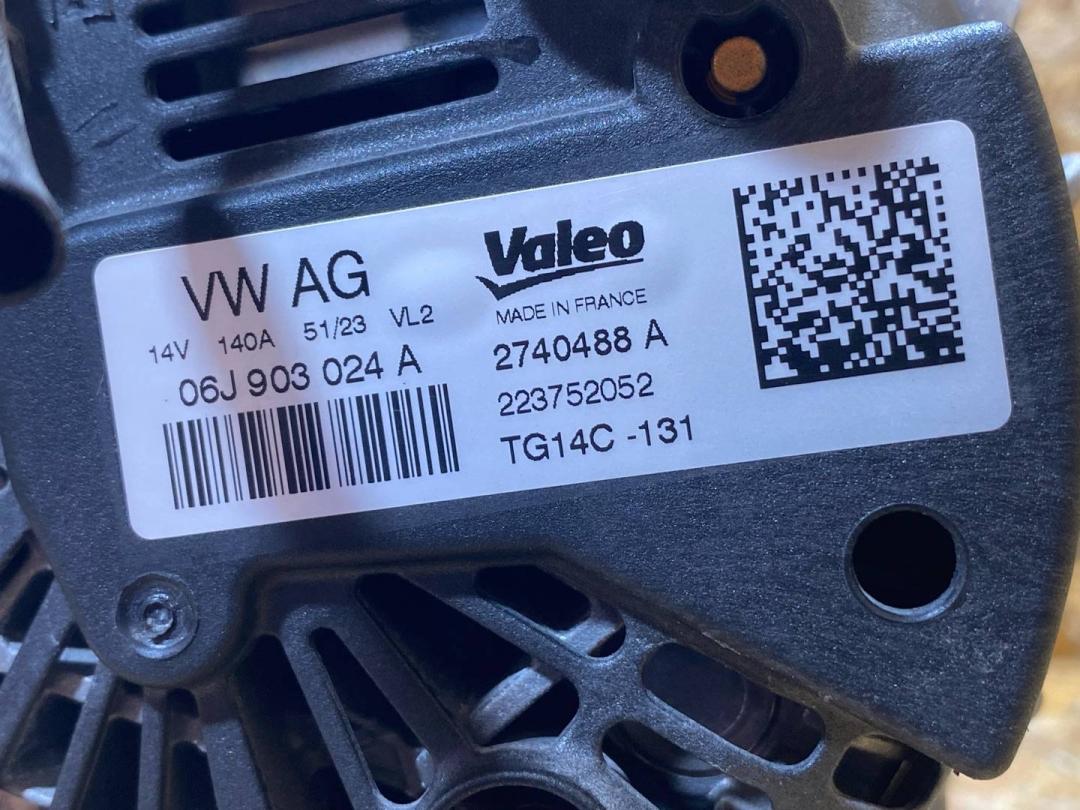 VW AG
14V 140A 51/23 VL2
06J 903 024 A
Valeo
MADE IN FRANCE
2740488 A
223752052
TG14C -131